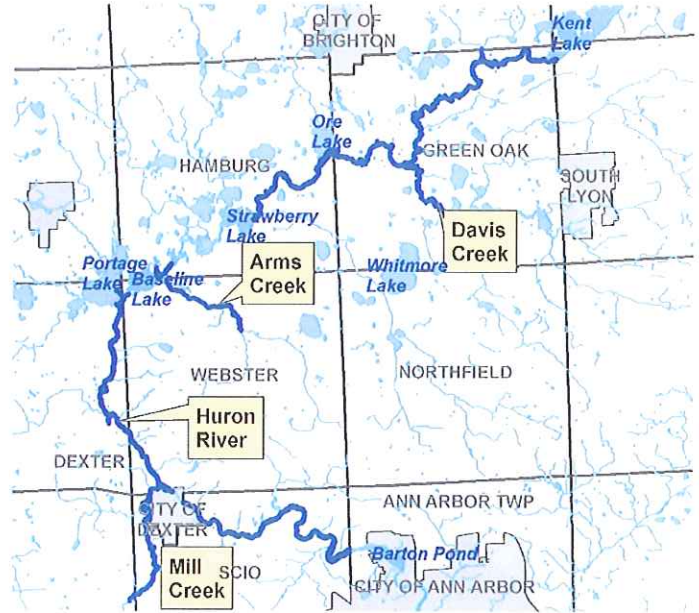 CITY OF
BRIGHTON
Kent
Lake
Ore
Lake
HAMBURG
GREEN OAK
SOUTH
LYON
Strawberry
Lake
Davis
Creek
Arms
Creek
Portage
Lake
Baseline
Lake
Whitmore
Lake
WEBSTER
NORTHFIELD
Huron
River
DEXTER
ANN ARBOR TWP
CITY OF
DEXTER
Barton Pond
Mill
Creek
SCIO
CITY OF ANN ARBOR